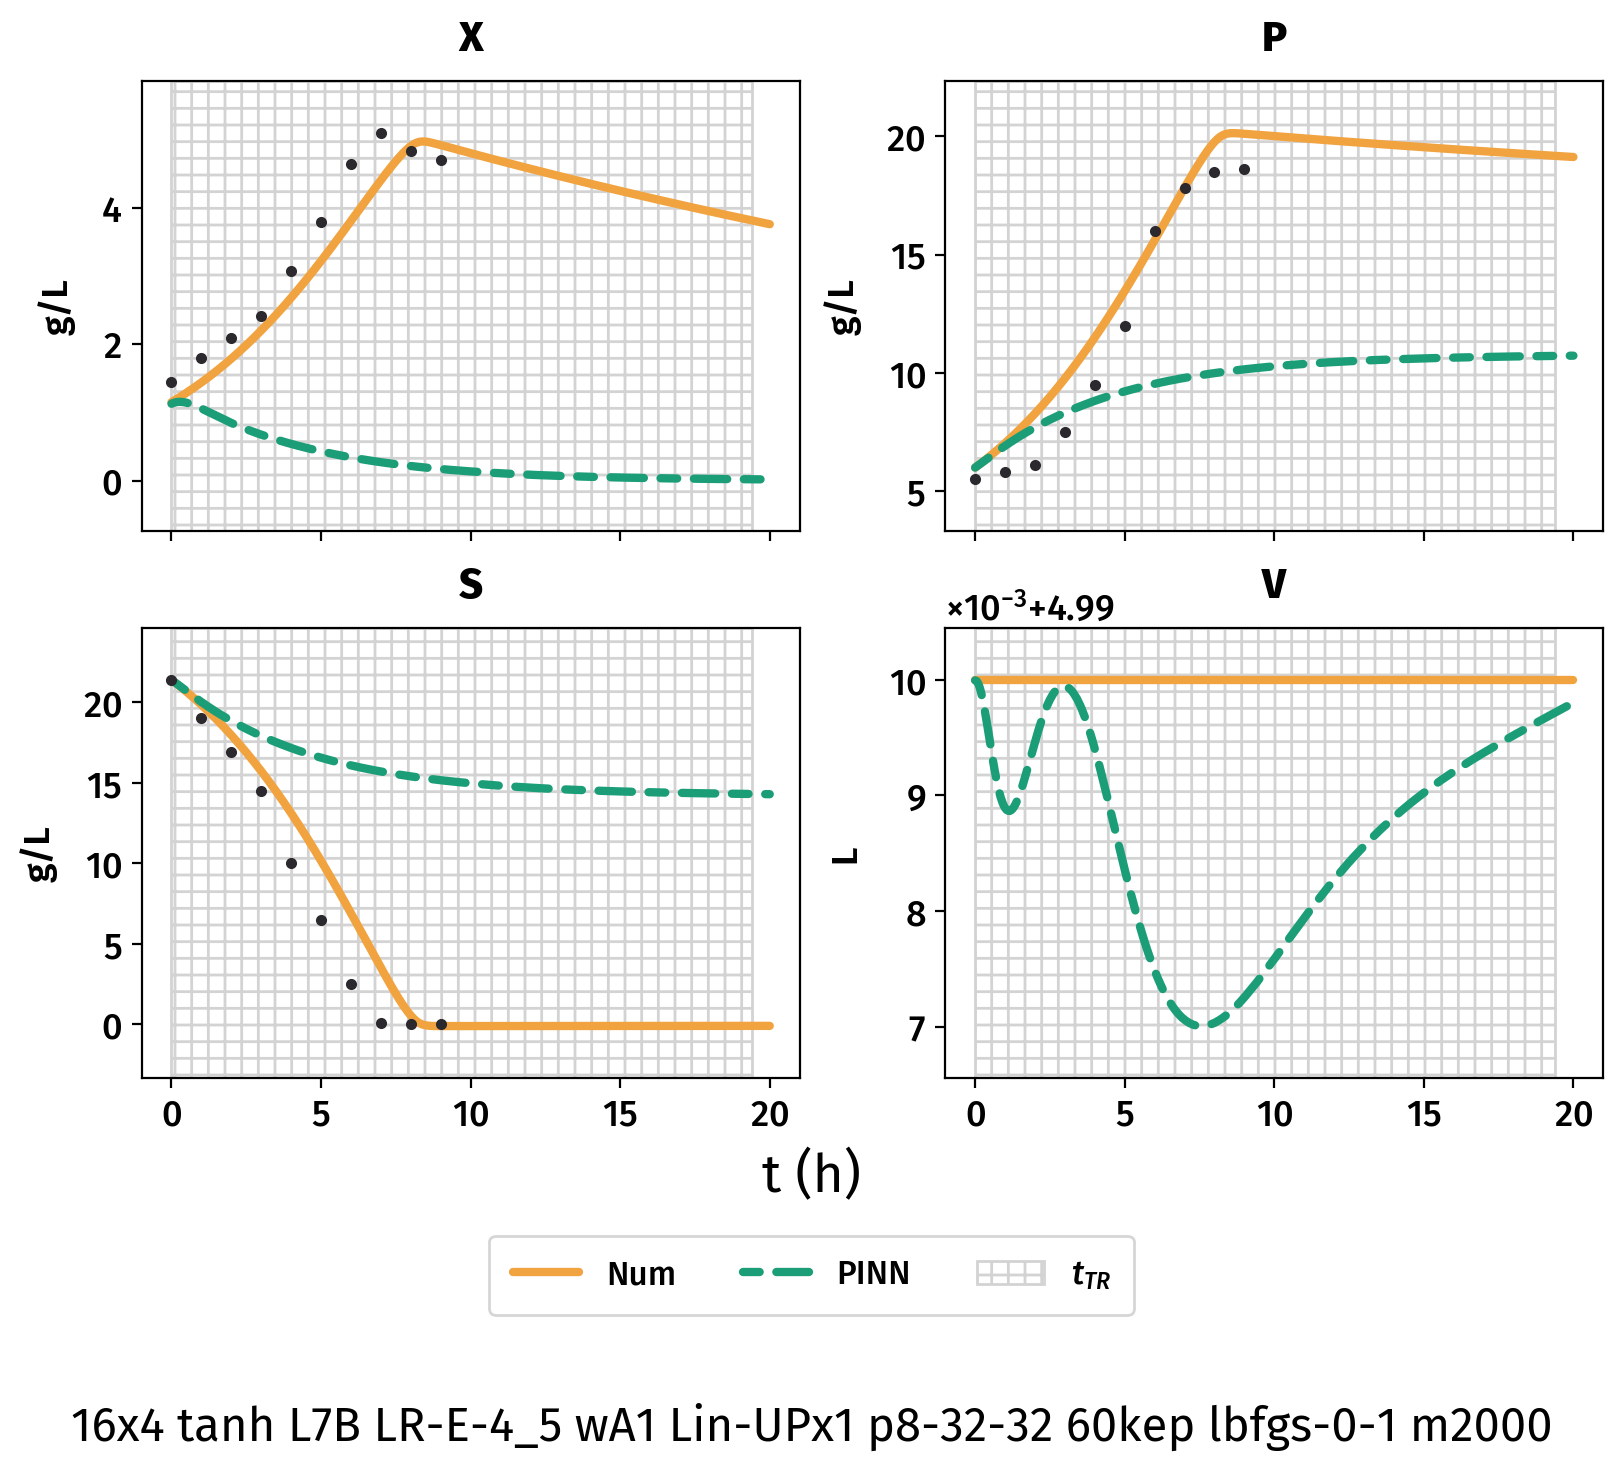 X
P
4
2
0
g/L
20
15
10
5
g/L
S
V
×10⁻³+4.99
20
15
10
5
0
g/L
10
9
8
7
L
0 5 10 15 20
0 5 10 15 20
t (h)
Num PINN t_TR
16x4 tanh L7B LR-E-4_5 wA1 Lin-UPx1 p8-32-32 60kep lbfgs-0-1 m2000